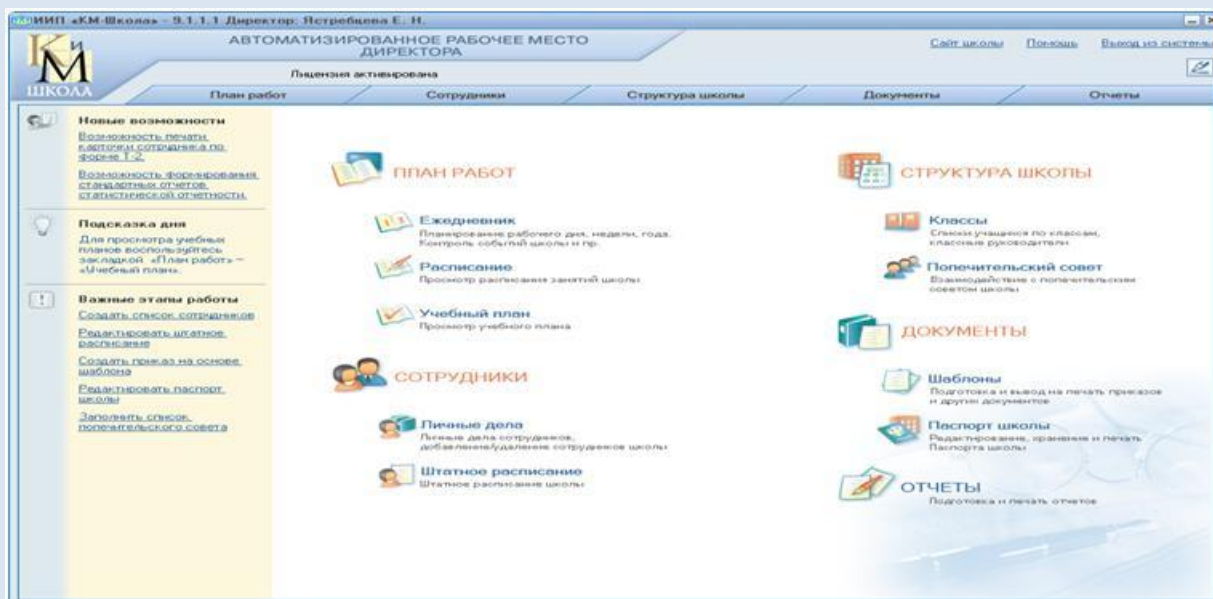 ИИП «КМ-Школа» - 9.1.1.1 Директор: Ястребцева Е. Н.
КиМ
ШКОЛА
АВТОМАТИЗИРОВАННОЕ РАБОЧЕЕ МЕСТО
ДИРЕКТОРА
Сайт школы Помощь Выход из системы
Лицензия активирована
План работ Сотрудники Структура школы Документы Отчеты
Новые возможности
Возможность печати
карточки сотрудника по
форме Т-2.
Возможность формирования
стандартных отчетов
статистической отчетности.
Подсказка дня
Для просмотра учебных
планов воспользуйтесь
закладкой «План работ» –
«Учебный план».
Важные этапы работы
Создать список сотрудников
Редактировать штатное
расписание
Создать приказ на основе
шаблона
Редактировать паспорт
школы
Заполнить список
попечительского совета
ПЛАН РАБОТ
Ежедневник
Планирование рабочего дня, недели, года.
Контроль событий школы и пр.
Расписание
Просмотр расписания занятий школы
Учебный план
Просмотр учебного плана
СОТРУДНИКИ
Личные дела
Личные дела сотрудников,
добавление/удаление сотрудников школы
Штатное расписание
Штатное расписание школы
СТРУКТУРА ШКОЛЫ
Классы
Списки учащихся по классам,
классные руководители
Попечительский совет
Взаимодействие с попечительским
советом школы
ДОКУМЕНТЫ
Шаблоны
Подготовка и вывод на печать приказов
и других документов
Паспорт школы
Редактирование, хранение и печать
Паспорта школы
ОТЧЕТЫ
Подготовка и печать отчетов